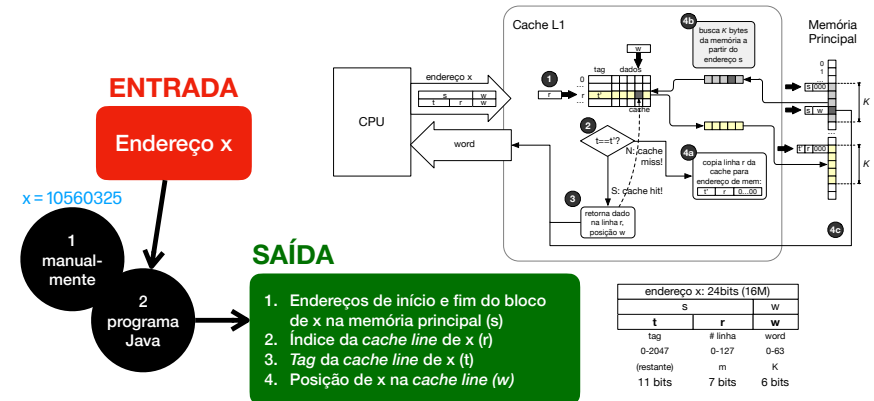 ENTRADA
Endereço x
x = 10560325
1
manual-
mente
2
programa
Java
SAÍDA
1. Endereços de início e fim do bloco
de x na memória principal (s)
2. Índice da cache line de x (r)
3. Tag da cache line de x (t)
4. Posição de x na cache line (w)
Cache L1
Memória
Principal
CPU
endereço x
s w
t r w
word
1
r
w
tag dados
0
...
r
t'
cache
2
t==t'?
N: cache
miss!
S: cache hit!
3
retorna dado
na linha r,
posição w
4a
copia linha r da
cache para
endereço de mem:
t' r 0...00
4b
busca K bytes
da memória a
partir do
endereço s
4c
0
1
...
s 000
s w
K
...
t' r 000
K
...
endereço x: 24bits (16M)
s w
t r w
tag # linha word
0-2047 0-127 0-63
(restante) m K
11 bits 7 bits 6 bits